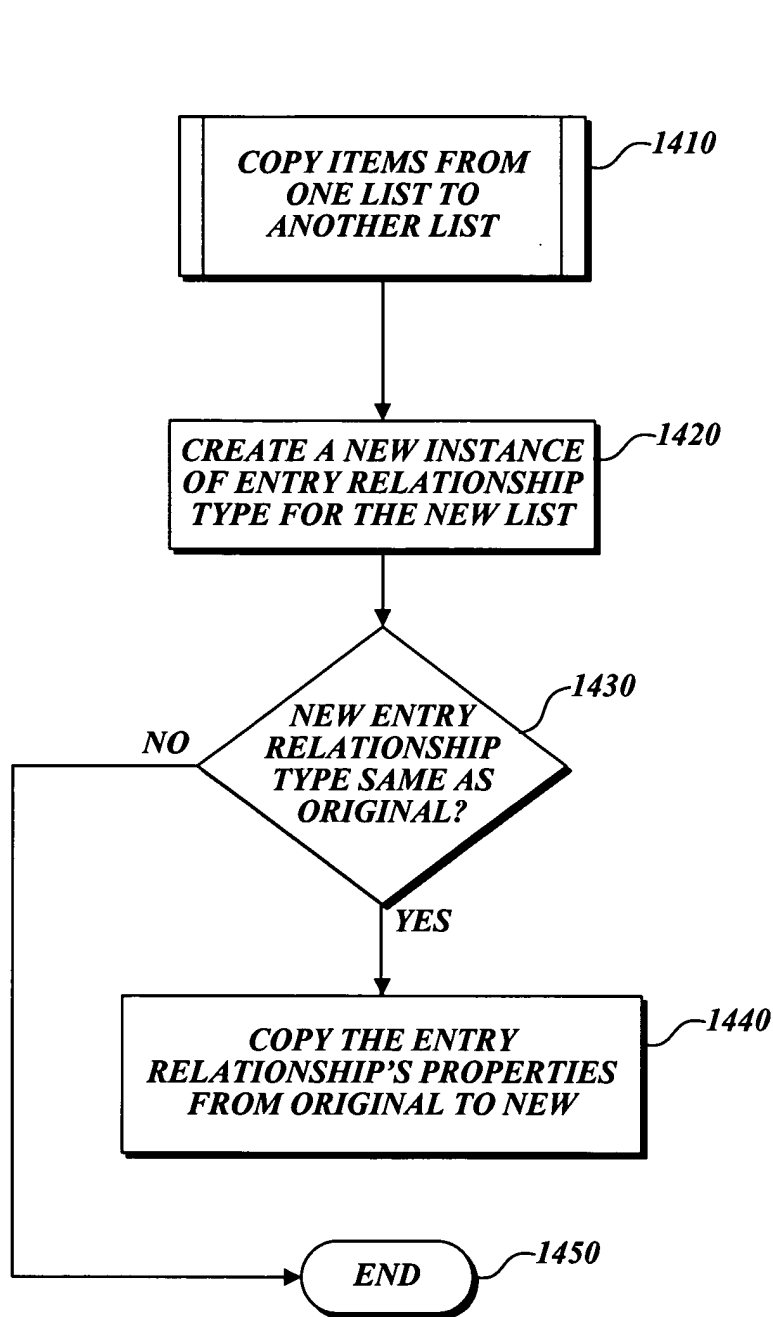 COPY ITEMS FROM
ONE LIST TO
ANOTHER LIST
1410
CREATE A NEW INSTANCE
OF ENTRY RELATIONSHIP
TYPE FOR THE NEW LIST
1420
NEW ENTRY
RELATIONSHIP
TYPE SAME AS
ORIGINAL?
1430
NO
YES
COPY THE ENTRY
RELATIONSHIP'S PROPERTIES
FROM ORIGINAL TO NEW
1440
END
1450